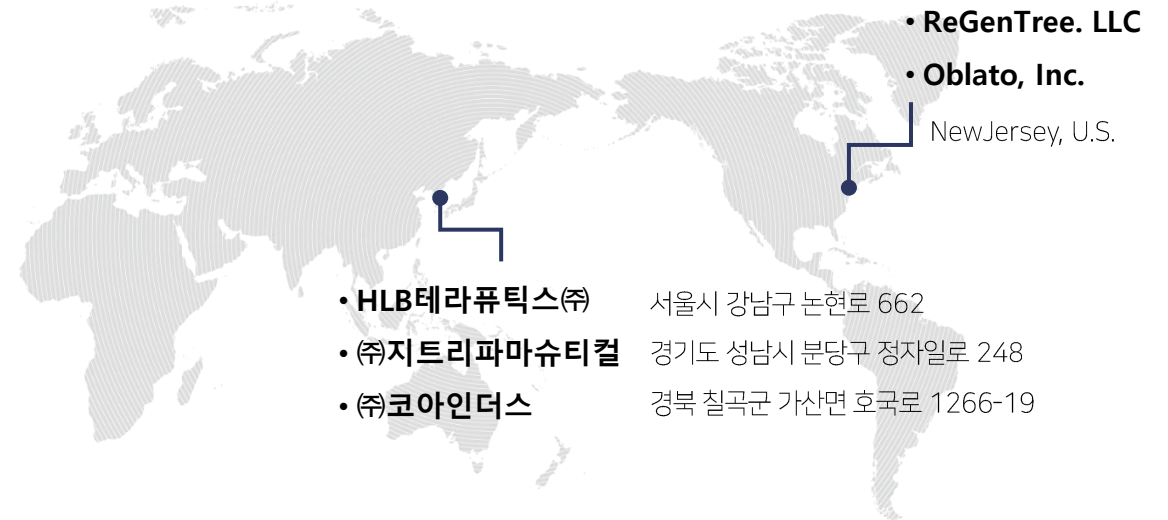 • ReGenTree. LLC
• Oblato, Inc.
NewJersey, U.S.
• HLB테라퓨틱스㈜ 서울시 강남구 논현로 662
• ㈜지트리파마슈티컬 경기도 성남시 분당구 정자일로 248
• ㈜코아인더스 경북 칠곡군 가산면 호국로 1266-19